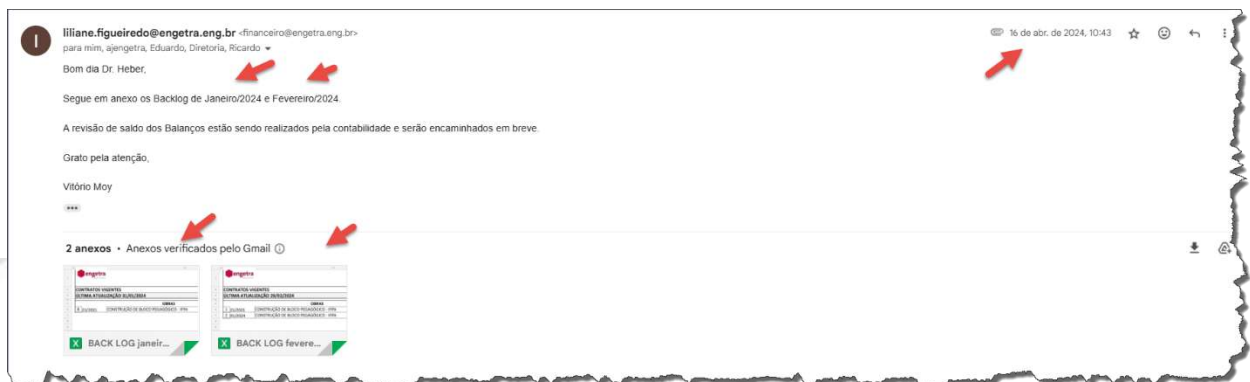 I
liliane.figueiredo@engetra.eng.br <financeiro@engetra.eng.br>
16 de abr. de 2024, 10:43
para mim, ajengetra, Eduardo, Diretoria, Ricardo
Bom dia Dr. Heber,
Segue em anexo os Backlog de Janeiro/2024 e Fevereiro/2024.
A revisão de saldo dos Balanços estão sendo realizados pela contabilidade e serão encaminhados em breve.
Grato pela atenção,
Vitório Moy
2 anexos • Anexos verificados pelo Gmail
engetra
CONTRATOS VIGENTES
ÚLTIMA ATUALIZAÇÃO 31/01/2024
OBRAS
CONSTRUÇÃO DE BLOCO PEDAGÓGICO
engetra
CONTRATOS VIGENTES
ÚLTIMA ATUALIZAÇÃO 29/02/2024
OBRAS
CONSTRUÇÃO DE BLOCO PEDAGÓGICO
CONSTRUÇÃO DE BLOCO PEDAGÓGICO
X BACK LOG janeir...
X BACK LOG fevere...